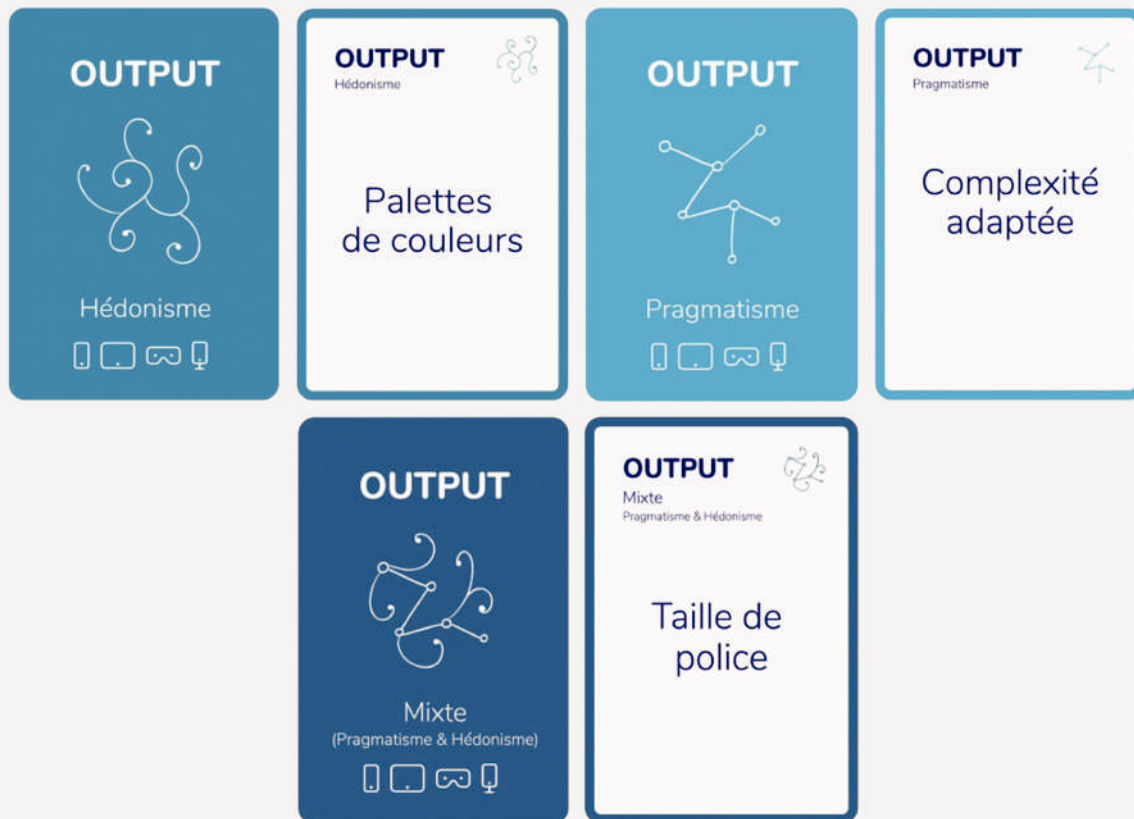 OUTPUT
Hédonisme
OUTPUT
Hédonisme
Palettes
de couleurs
OUTPUT
Pragmatisme
OUTPUT
Pragmatisme
Complexité
adaptée
OUTPUT
Mixte
(Pragmatisme & Hédonisme)
OUTPUT
Mixte
Pragmatisme & Hédonisme
Taille de
police